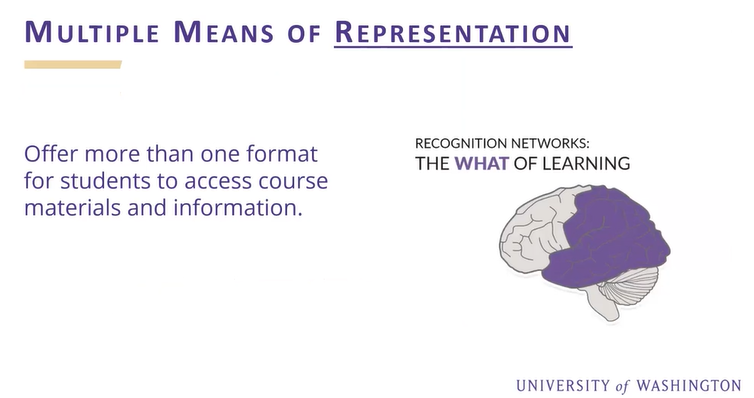 MULTIPLE MEANS OF REPRESENTATION
Offer more than one format
for students to access course
materials and information.
RECOGNITION NETWORKS:
THE WHAT OF LEARNING
UNIVERSITY of WASHINGTON